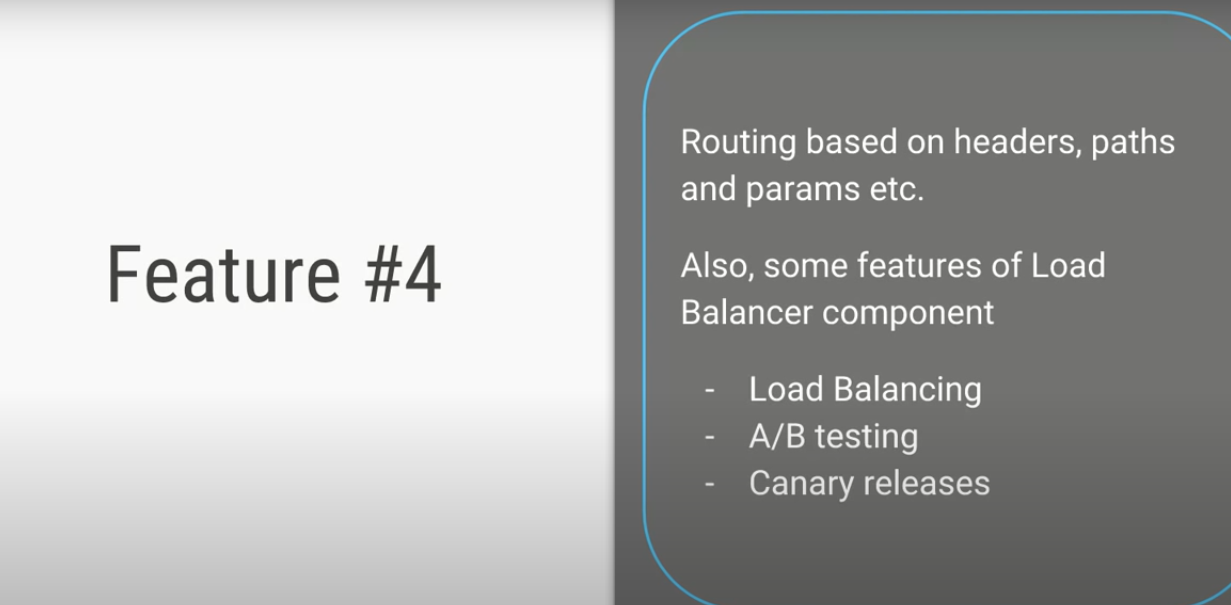 Feature #4
Routing based on headers, paths
and params etc.
Also, some features of Load
Balancer component
- Load Balancing
- A/B testing
- Canary releases